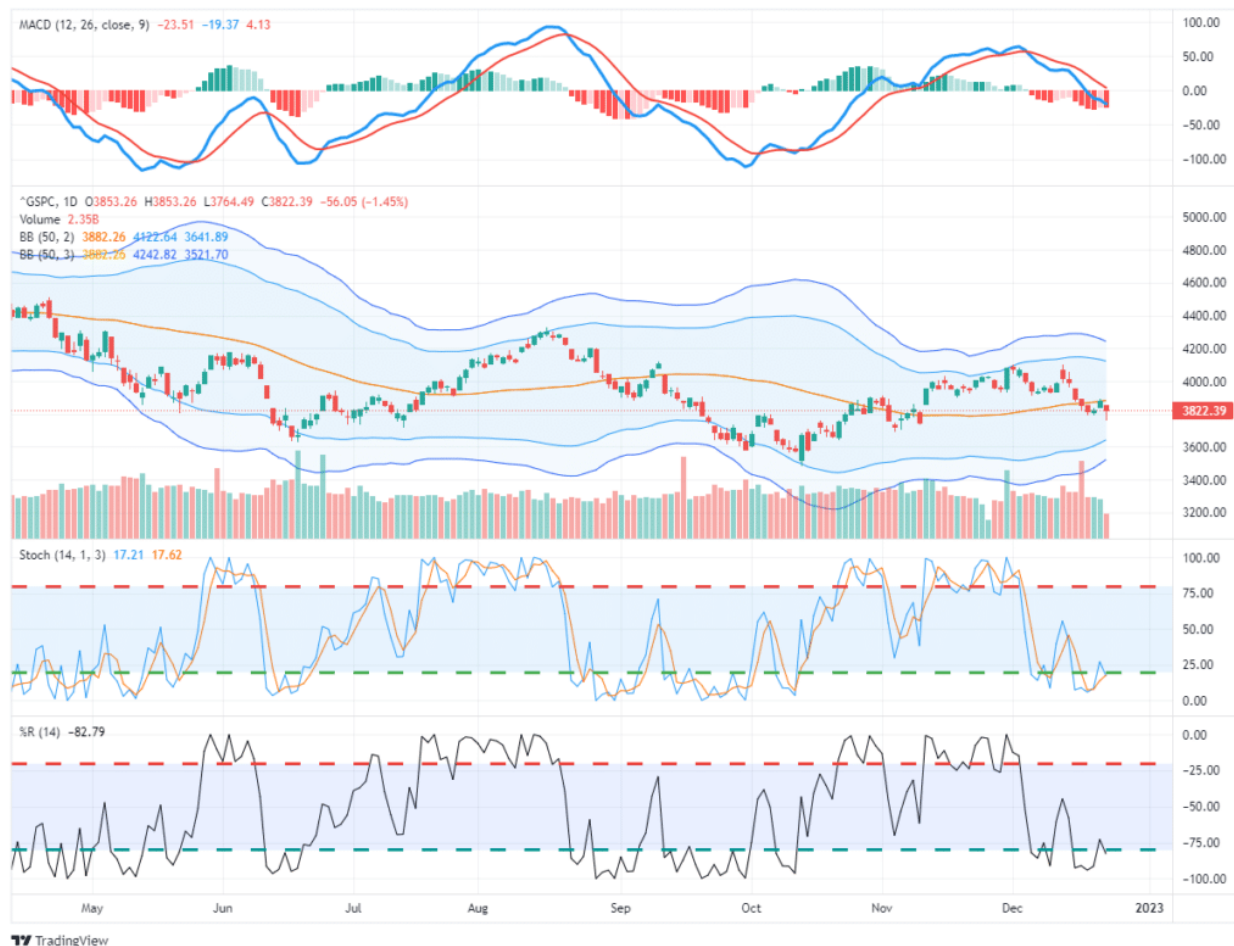 MACD (12, 26, close, 9) −23.51 −19.37 4.13
100.00
50.00
0.00
−50.00
−100.00
^GSPC, 1D O3853.26 H3853.26 L3764.49 C3822.39 −56.05 (−1.45%)
Volume 2.35B
BB (50, 2) 3882.26 4122.64 3641.89
BB (50, 3) 3882.26 4242.82 3521.70
5000.00
4800.00
4600.00
4400.00
4200.00
4000.00
3822.39
3600.00
3400.00
3200.00
Stoch (14, 1, 3) 17.21 17.62
100.00
75.00
50.00
25.00
0.00
%R (14) −82.79
0.00
−25.00
−50.00
−75.00
−100.00
May Jun Jul Aug Sep Oct Nov Dec 2023
TradingView